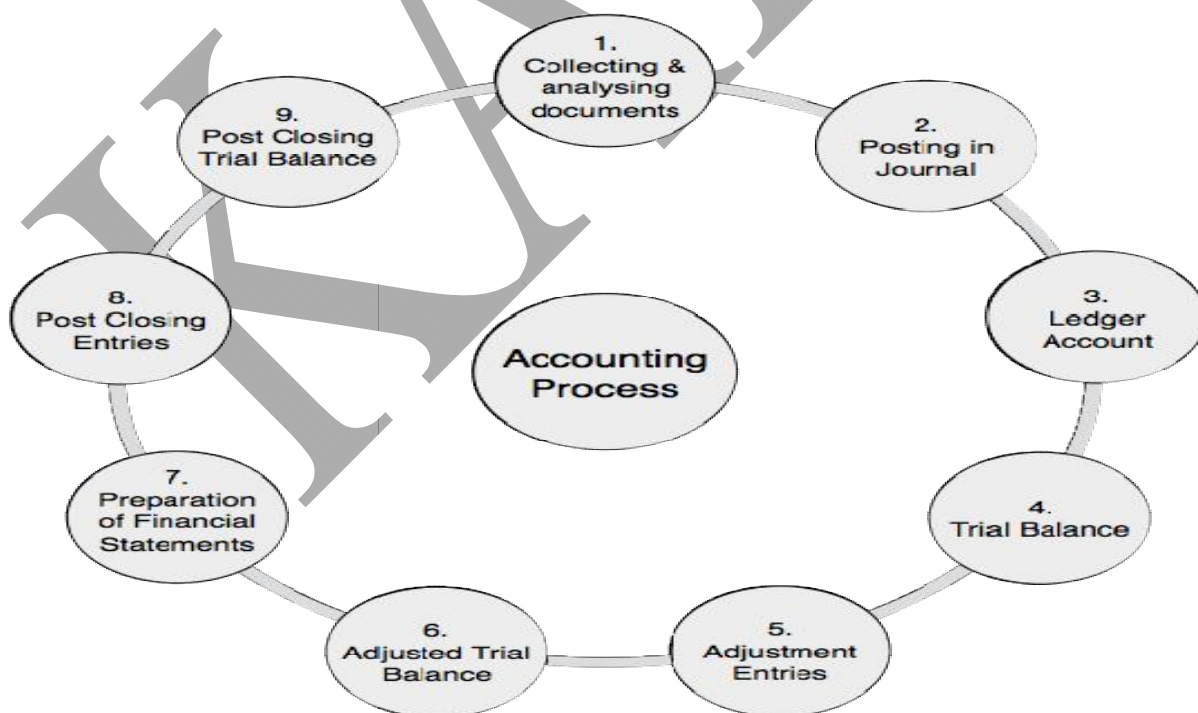 1.
Collecting &
analysing
documents
2.
Posting in
Journal
3.
Ledger
Account
4.
Trial Balance
5.
Adjustment
Entries
6.
Adjusted Trial
Balance
7.
Preparation
of Financial
Statements
8.
Post Closing
Entries
9.
Post Closing
Trial Balance
Accounting
Process